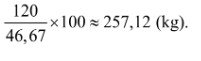 120/46,67 × 100 ≈ 257,12 (kg).